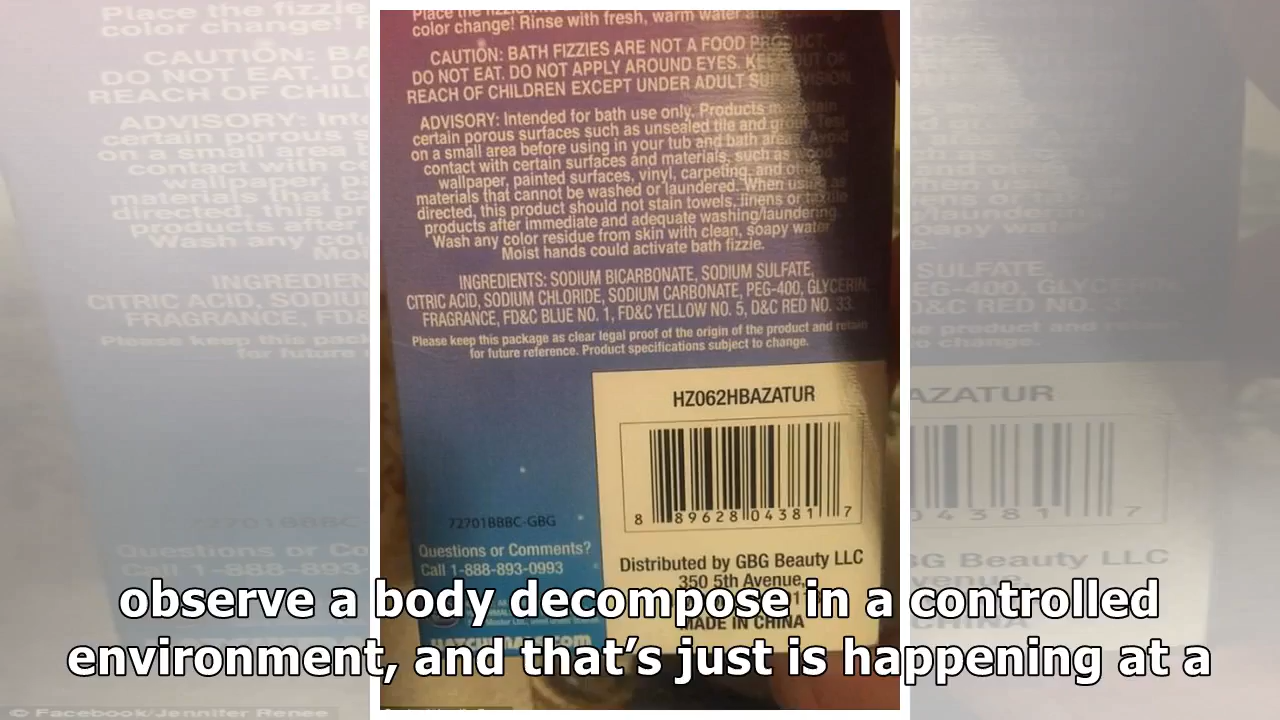 Place the fizzie into
color change! Rinse with fresh, warm water after
CAUTION: BATH FIZZIES ARE NOT A FOOD PRODUCT.
DO NOT EAT. DO NOT APPLY AROUND EYES. KEEP OUT OF
REACH OF CHILDREN EXCEPT UNDER ADULT SUPERVISION.
ADVISORY: Intended for bath use only. Products may stain
certain porous surfaces such as unsealed tile and grout. Test
on a small area before using in your tub and bath area. Avoid
contact with certain surfaces and materials, such as wood,
wallpaper, painted surfaces, vinyl, carpeting, and other
materials that cannot be washed or laundered. When using as
directed, this product should not stain towels, linens or textile
products after immediate and adequate washing/laundering.
Wash any color residue from skin with clean, soapy water.
Moist hands could activate bath fizzie.
INGREDIENTS: SODIUM BICARBONATE, SODIUM SULFATE,
CITRIC ACID, SODIUM CHLORIDE, SODIUM CARBONATE, PEG-400, GLYCERIN,
FRAGRANCE, FD&C BLUE NO. 1, FD&C YELLOW NO. 5, D&C RED NO. 33.
Please keep this package as clear legal proof of the origin of the product and retain
for future reference. Product specifications subject to change.
HZ062HBAZATUR
8 89628 04381 7
72701BBBC-GBG
Questions or Comments?
Call 1-888-893-0993
Distributed by GBG Beauty LLC
350 5th Avenue,
MADE IN CHINA
HATCHIMALS.com
observe a body decompose in a controlled
environment, and that's just is happening at a
© Facebook/Jennifer Renee